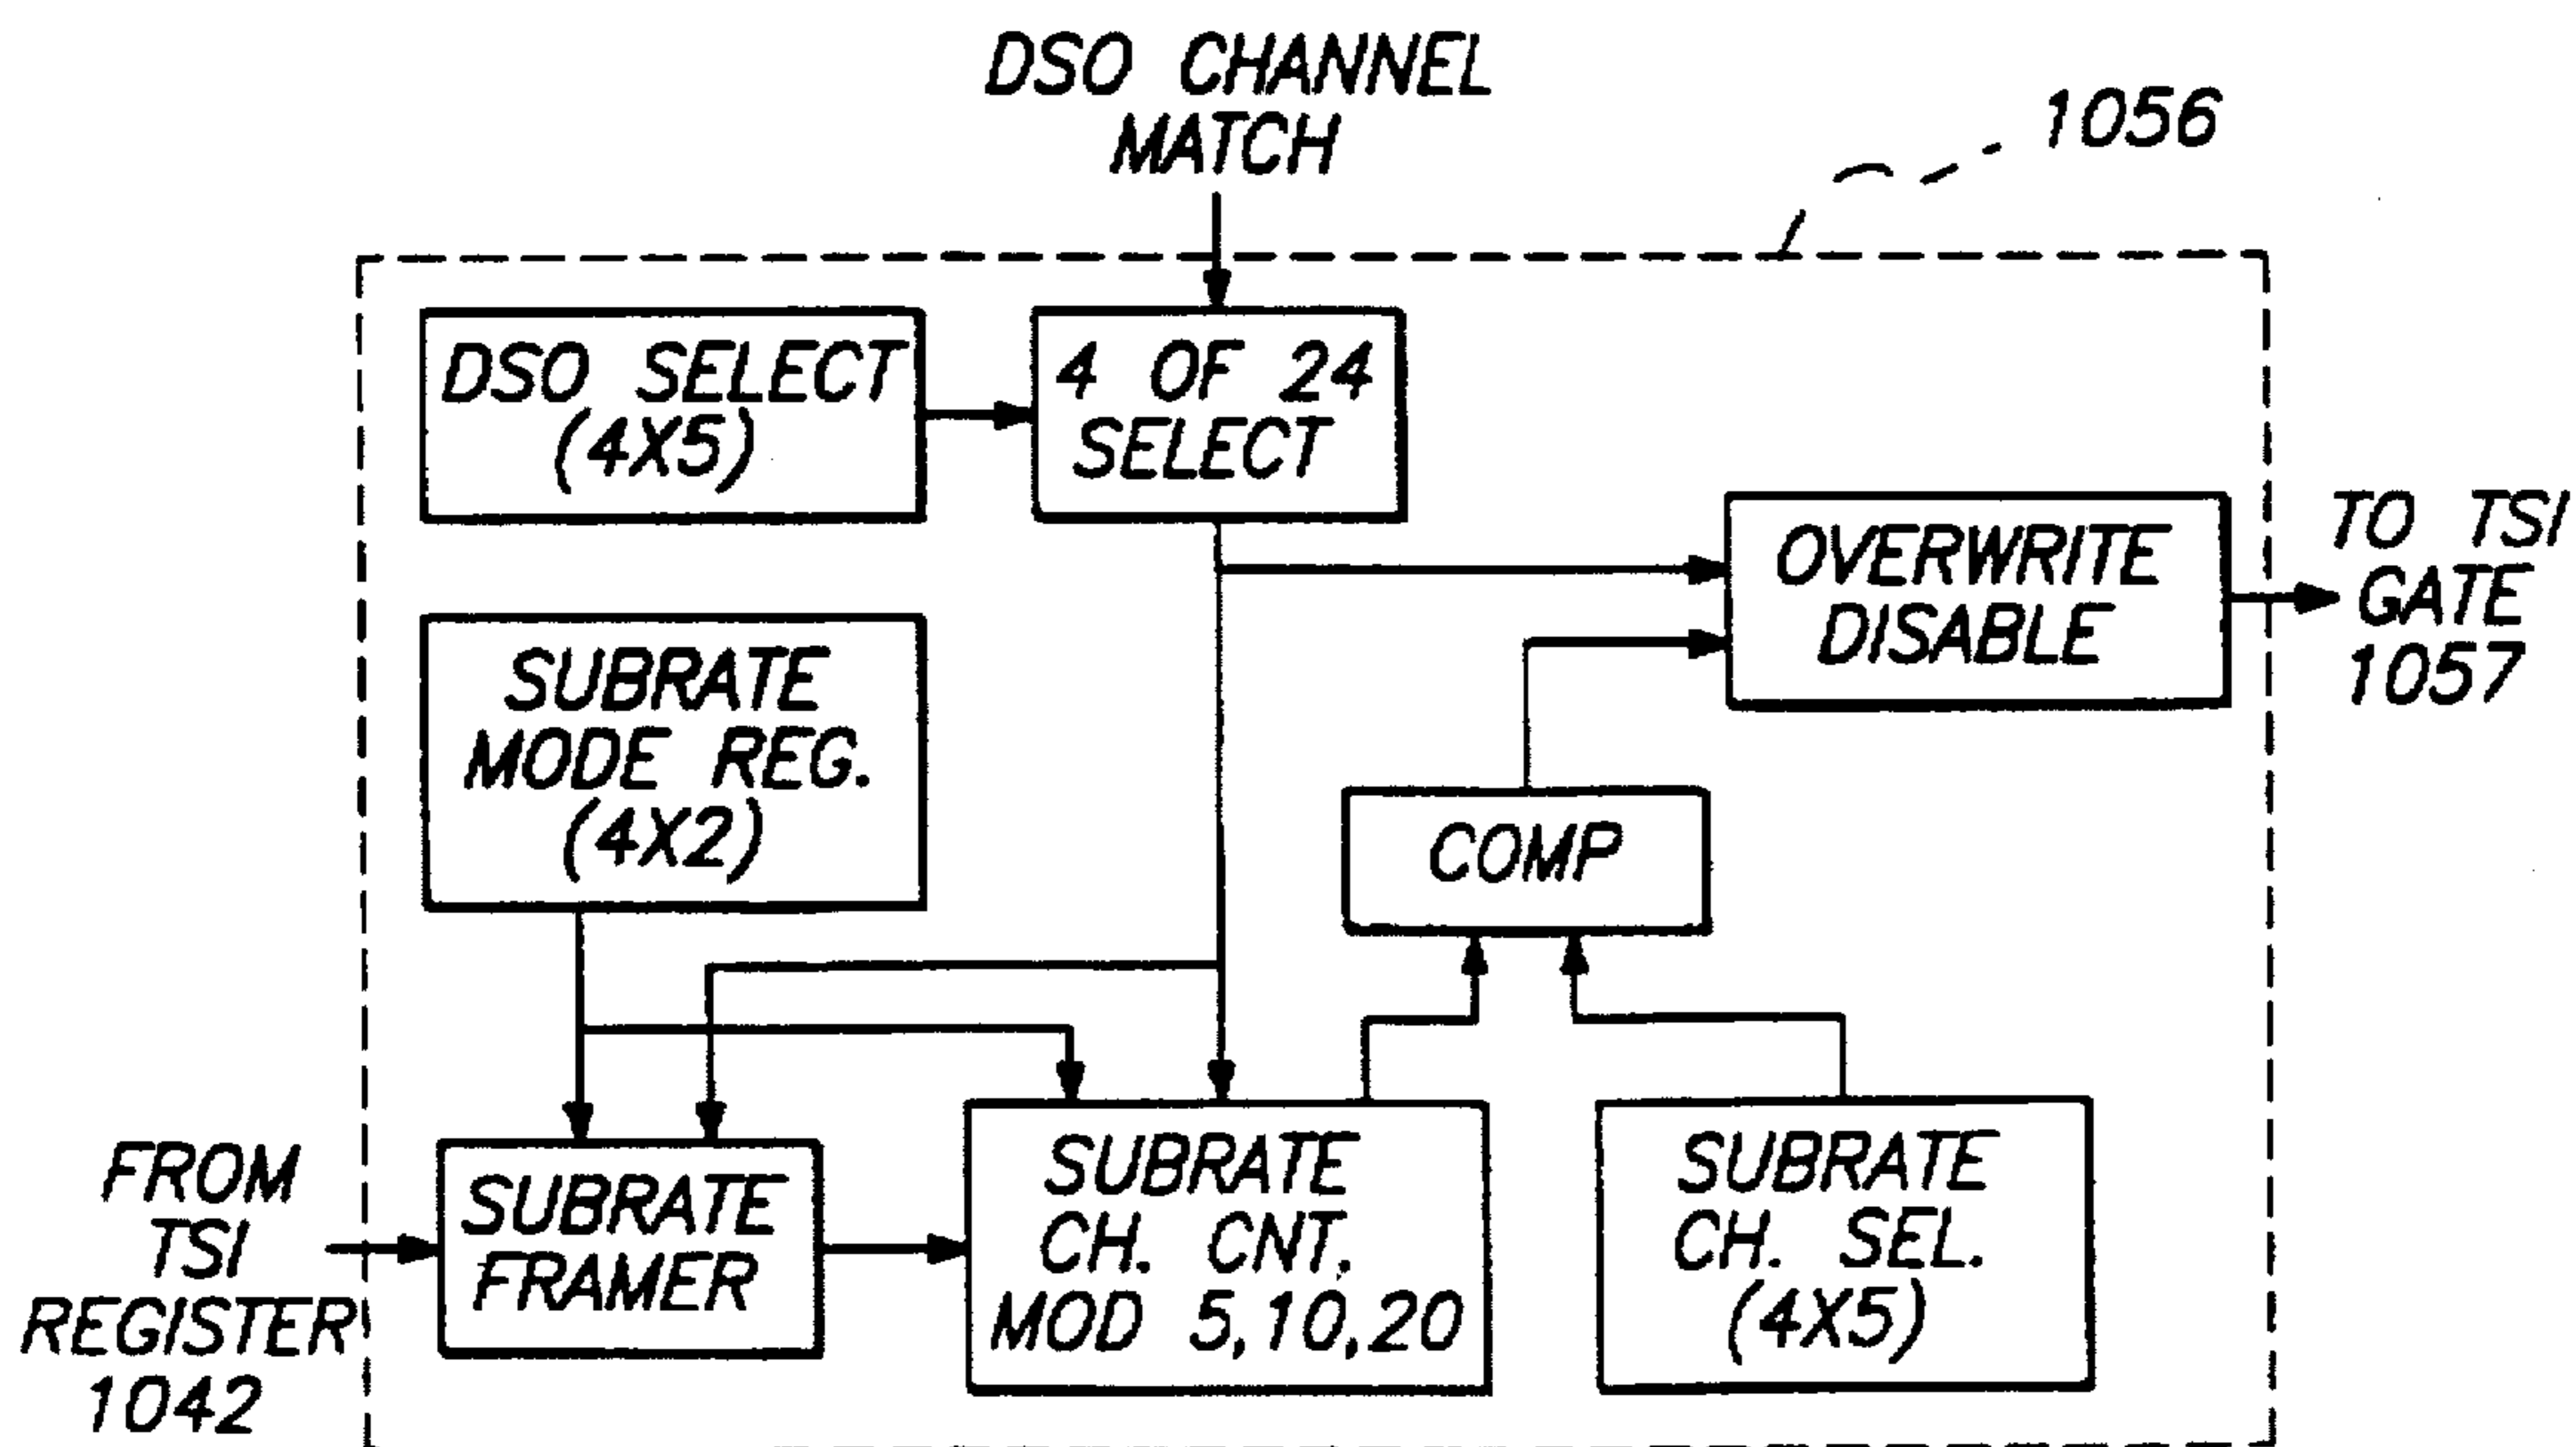 DSO CHANNEL
MATCH
1056
DSO SELECT
(4X5)
4 OF 24
SELECT
OVERWRITE
DISABLE
TO TSI
GATE
1057
SUBRATE
MODE REG.
(4X2)
COMP
FROM
TSI
REGISTER
1042
SUBRATE
FRAMER
SUBRATE
CH. CNT.
MOD 5,10,20
SUBRATE
CH. SEL.
(4X5)